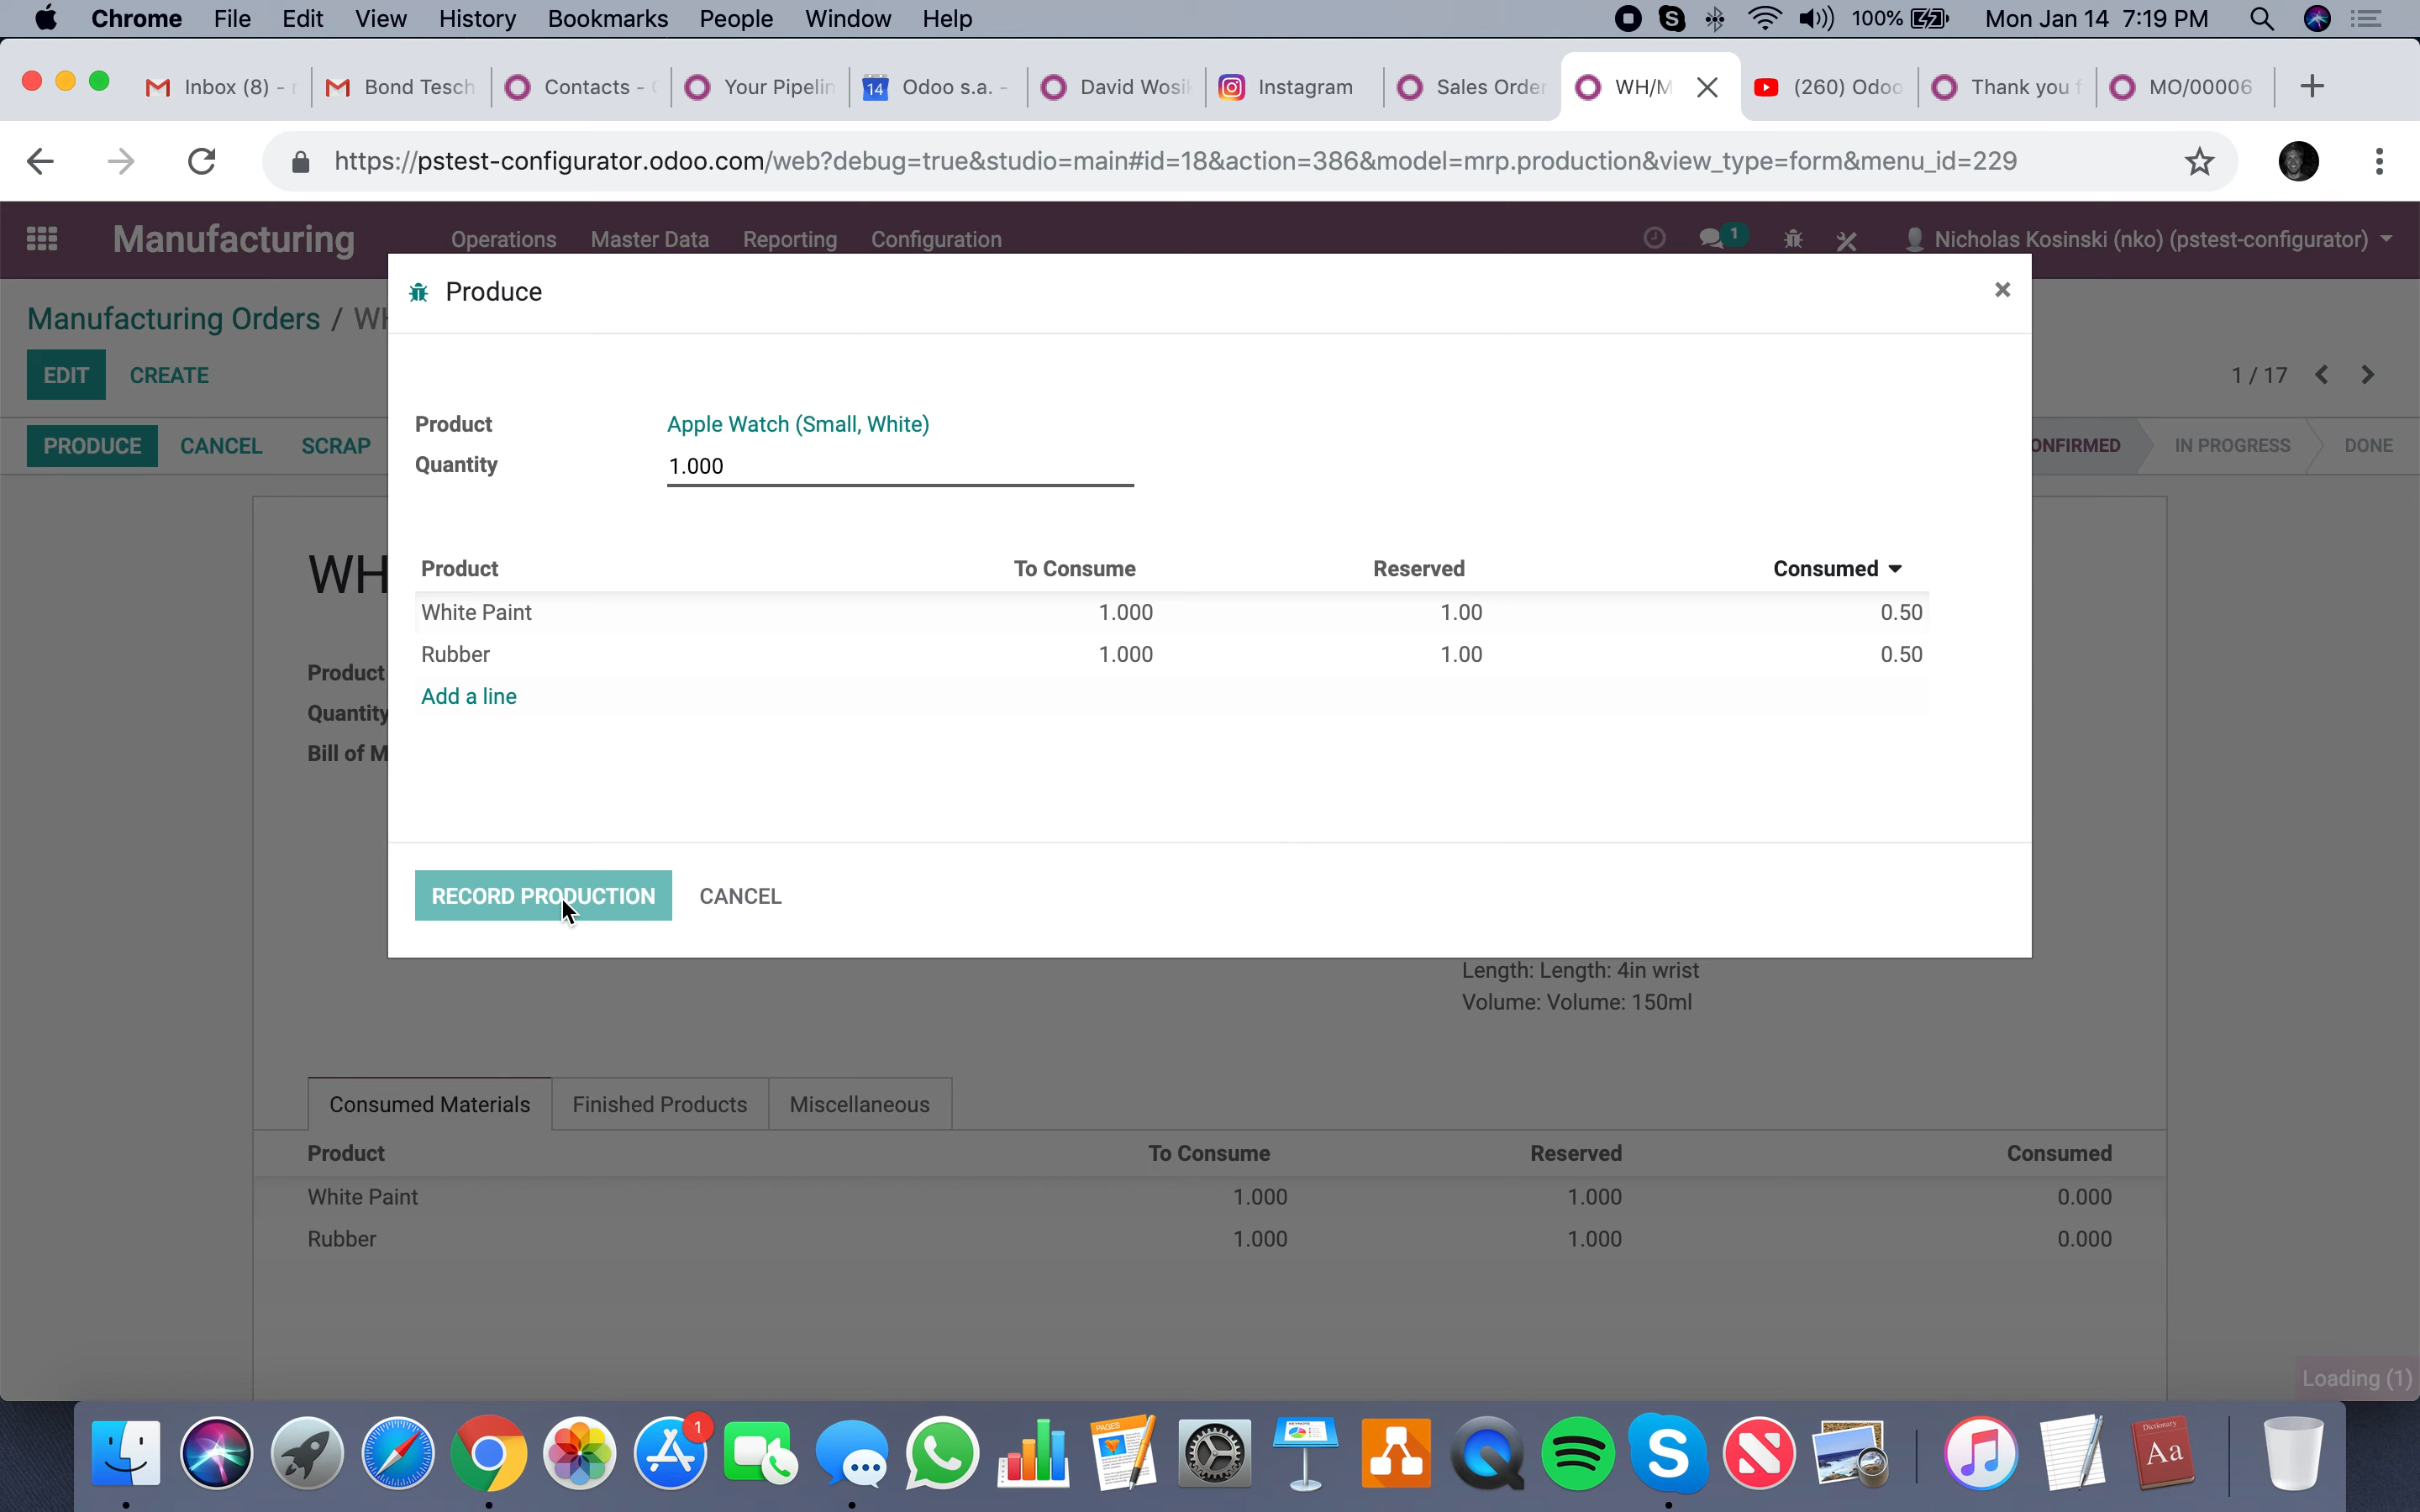 Chrome File Edit View History Bookmarks People Window Help 100% Mon Jan 14 7:19 PM
Inbox (8) - Bond Tesch Contacts - Your Pipelin 14 Odoo s.a. - David Wosi Instagram Sales Order WH/M (260) Odoo Thank you f MO/00006
https://pstest-configurator.odoo.com/web?debug=true&studio=main#id=18&action=386&model=mrp.production&view_type=form&menu_id=229
Manufacturing Operations Master Data Reporting Configuration 1 Nicholas Kosinski (nko) (pstest-configurator)
Produce
Manufacturing Orders / WH
EDIT CREATE 1 / 17
Product Apple Watch (Small, White)
PRODUCE CANCEL SCRAP ONFIRMED IN PROGRESS DONE
Quantity 1.000
WH
Product To Consume Reserved Consumed
White Paint 1.000 1.00 0.50
Rubber 1.000 1.00 0.50
Product
Add a line
Quantity
Bill of M
RECORD PRODUCTION CANCEL
Length: Length: 4in wrist
Volume: Volume: 150ml
Consumed Materials Finished Products Miscellaneous
Product To Consume Reserved Consumed
White Paint 1.000 1.000 0.000
Rubber 1.000 1.000 0.000
Loading (1)
1
PAGES
KEYNOTE
Dictionary
Aa